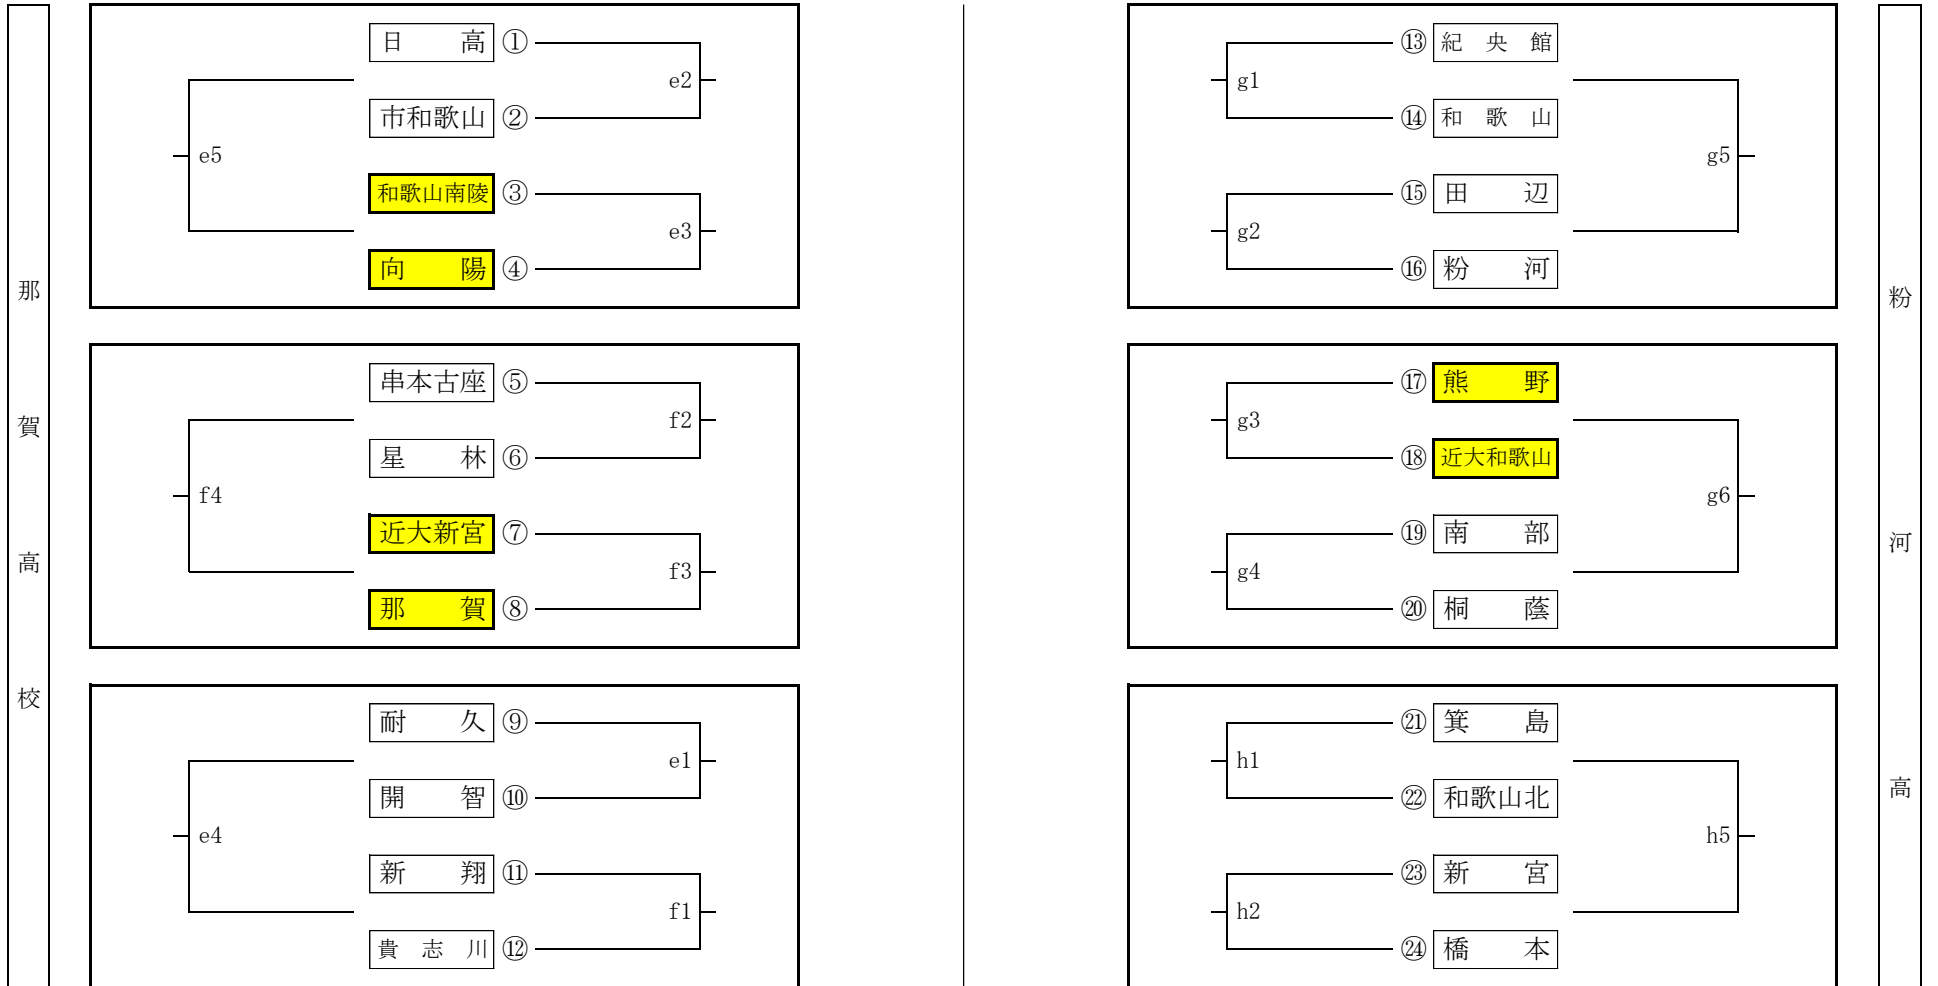 那賀高校
日高 ①
e2
市和歌山 ②
e5
和歌山南陵 ③
e3
向陽 ④
串本古座 ⑤
f2
星林 ⑥
f4
近大新宮 ⑦
f3
那賀 ⑧
耐久 ⑨
e1
開智 ⑩
e4
新翔 ⑪
f1
貴志川 ⑫
⑬ 紀央館
g1
⑭ 和歌山
g5
⑮ 田辺
g2
⑯ 粉河
⑰ 熊野
g3
⑱ 近大和歌山
g6
⑲ 南部
g4
⑳ 桐蔭
㉑ 箕島
h1
㉒ 和歌山北
h5
㉓ 新宮
h2
㉔ 橋本
粉河高